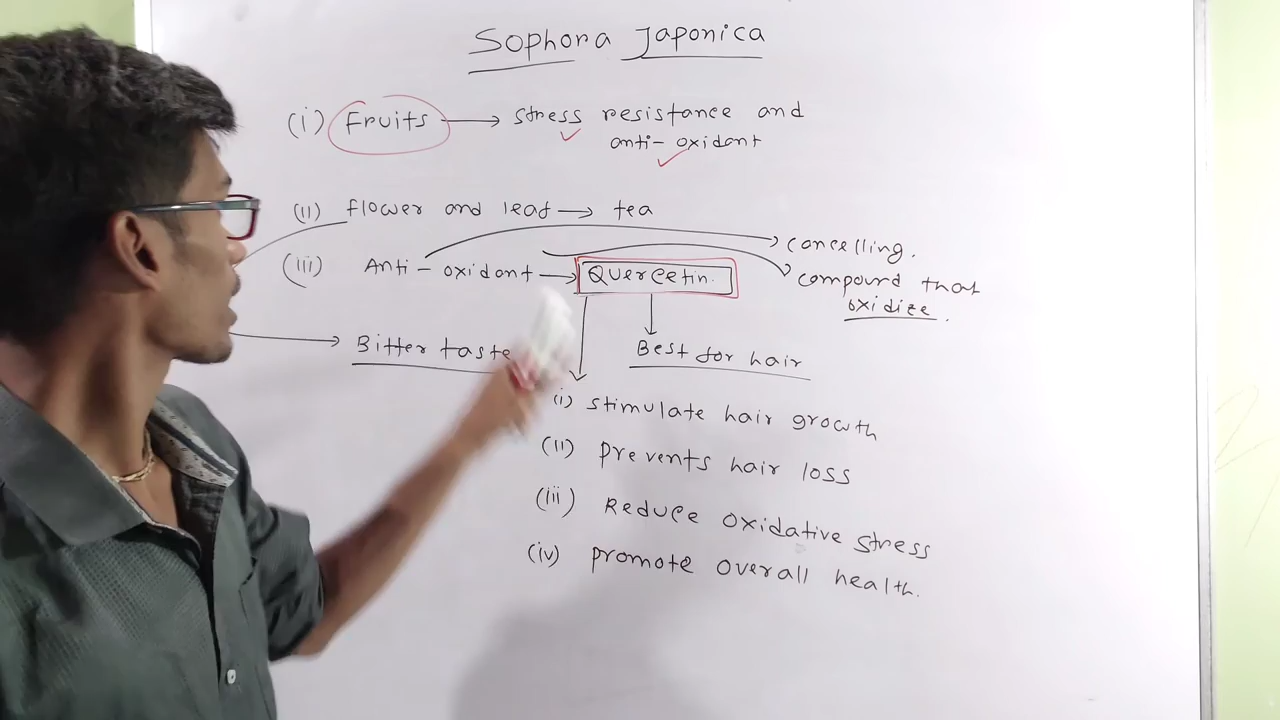 Sophora Japonica
(i) Fruits → stress resistance and
anti-oxidant
(ii) flower and leaf → tea
cancelling.
(iii) Anti-oxidant → Quercetin.
compound that
oxidize.
Bitter taste
Best for hair
(i) stimulate hair growth
(ii) prevents hair loss
(iii) Reduce oxidative stress
(iv) promote overall health.